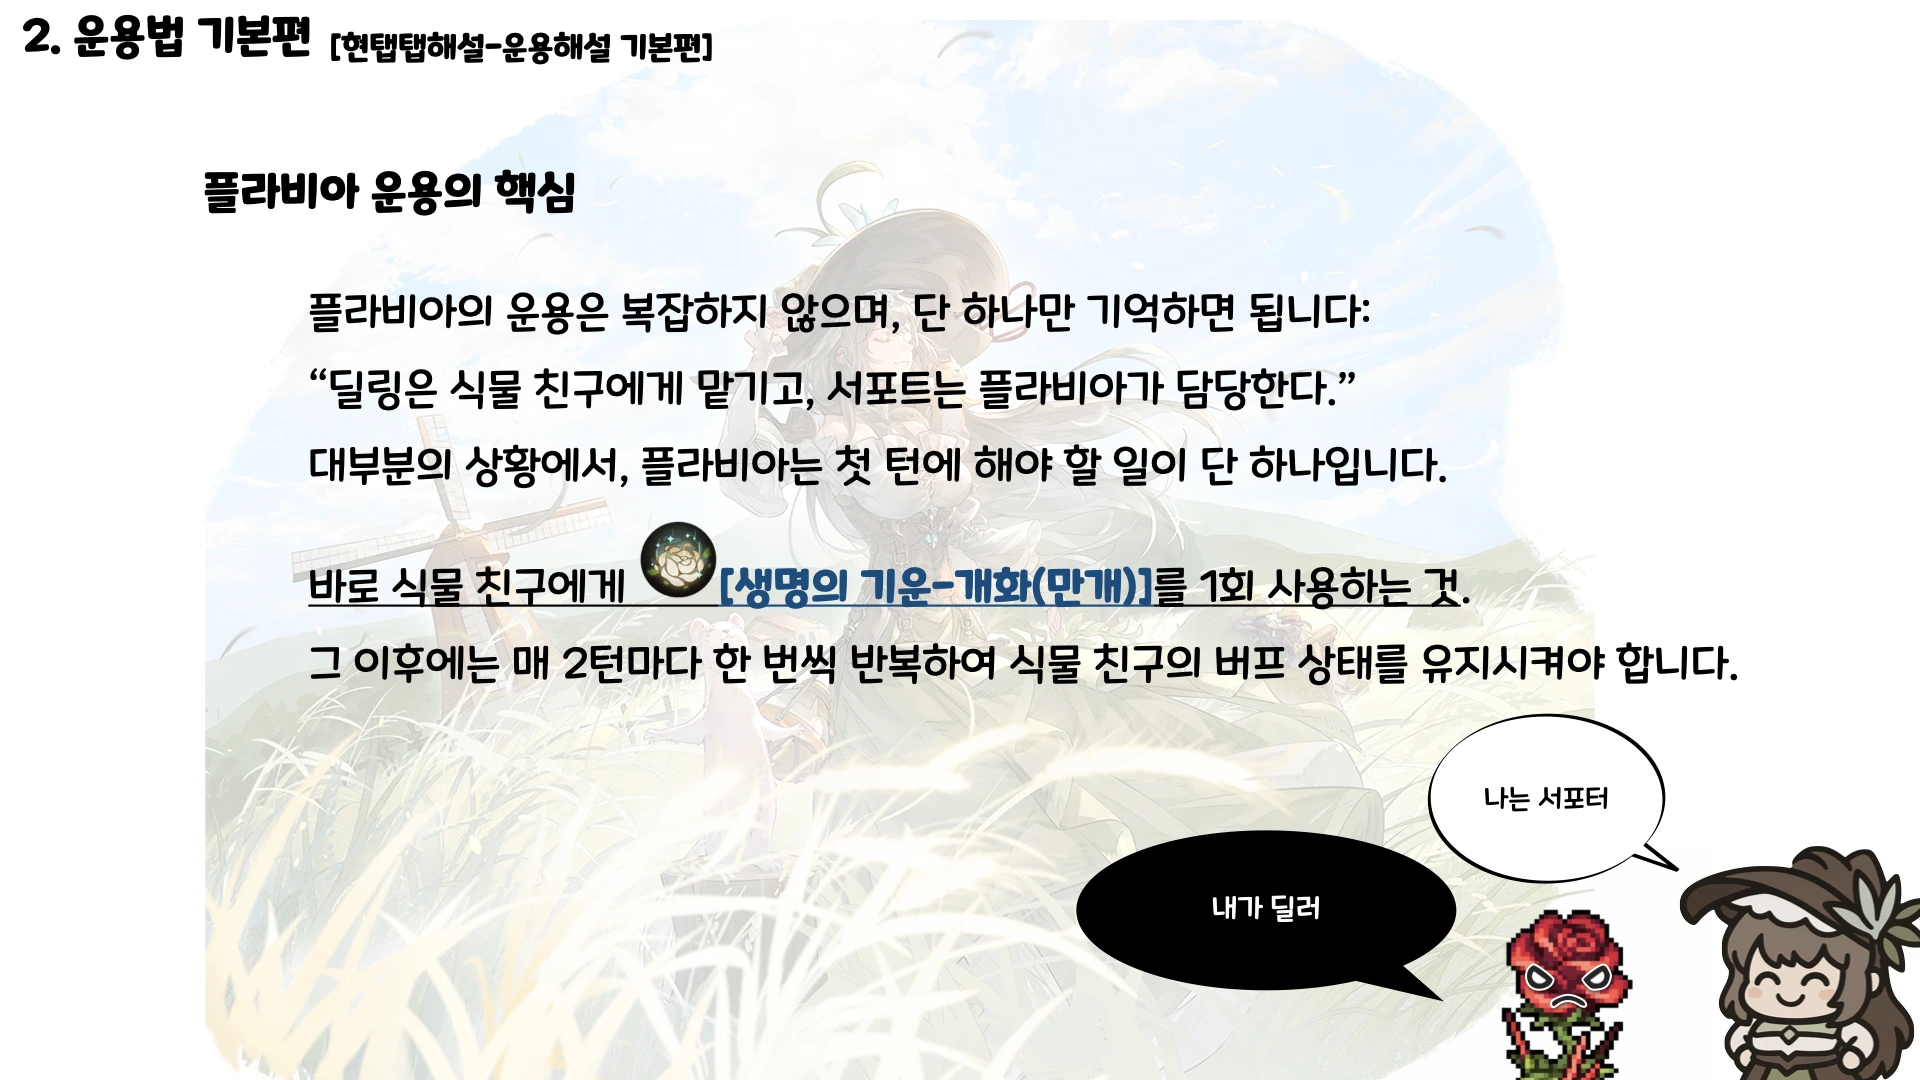 2. 운용법 기본편 [현탭탭해설-운용해설 기본편]
플라비아 운용의 핵심
플라비아의 운용은 복잡하지 않으며, 단 하나만 기억하면 됩니다:
“딜링은 식물 친구에게 맡기고, 서포트는 플라비아가 담당한다.”
대부분의 상황에서, 플라비아는 첫 턴에 해야 할 일이 단 하나입니다.
바로 식물 친구에게 [생명의 기운-개화(만개)]를 1회 사용하는 것.
그 이후에는 매 2턴마다 한 번씩 반복하여 식물 친구의 버프 상태를 유지시켜야 합니다.
나는 서포터
내가 딜러